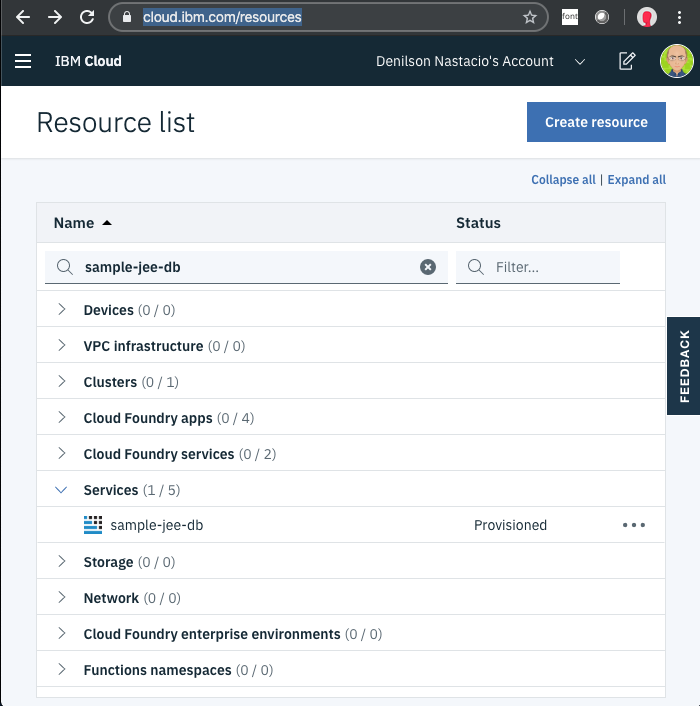 cloud.ibm.com/resources
font
IBM Cloud
Denilson Nastacio's Account
Resource list
Create resource
Collapse all | Expand all
Name
Status
sample-jee-db
Filter...
Devices (0 / 0)
VPC infrastructure (0 / 0)
Clusters (0 / 1)
Cloud Foundry apps (0 / 4)
Cloud Foundry services (0 / 2)
Services (1 / 5)
sample-jee-db
Provisioned
Storage (0 / 0)
Network (0 / 0)
Cloud Foundry enterprise environments (0 / 0)
Functions namespaces (0 / 0)
FEEDBACK